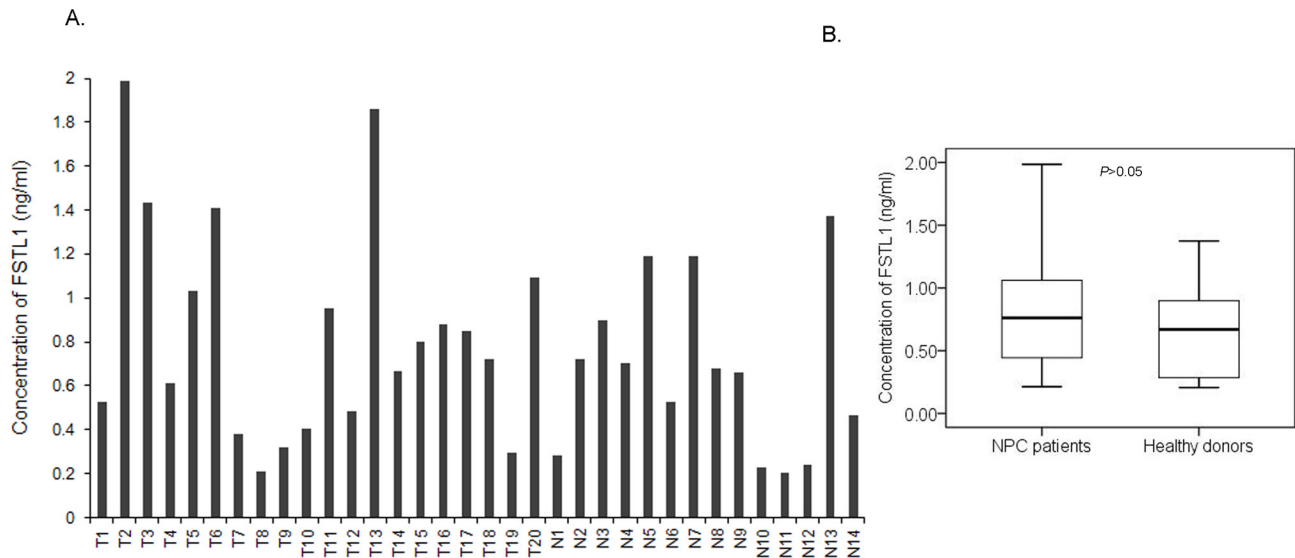 A.
B.
Concentration of FSTL1 (ng/ml)
2
1.8
1.6
1.4
1.2
1
0.8
0.6
0.4
0.2
0
T1 T2 T3 T4 T5 T6 T7 T8 T9 T10 T11 T12 T13 T14 T15 T16 T17 T18 T19 T20 N1 N2 N3 N4 N5 N6 N7 N8 N9 N10 N11 N12 N13 N14
Concentration of FSTL1 (ng/ml)
2.00
1.50
1.00
0.50
0.00
P>0.05
NPC patients Healthy donors